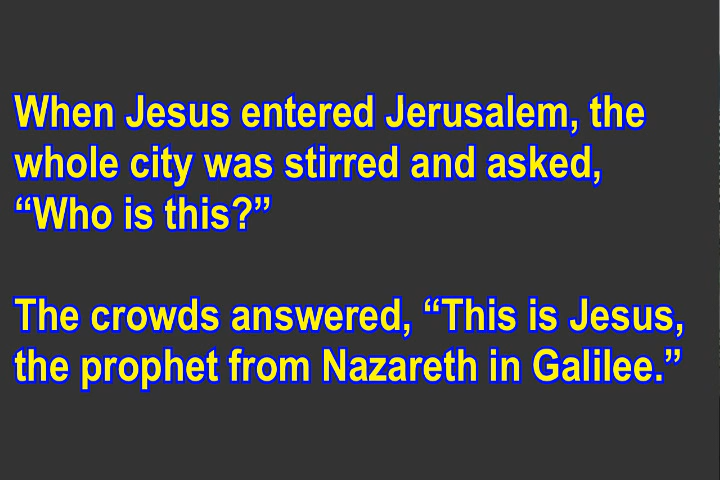 When Jesus entered Jerusalem, the
whole city was stirred and asked,
“Who is this?”
The crowds answered, “This is Jesus,
the prophet from Nazareth in Galilee.”